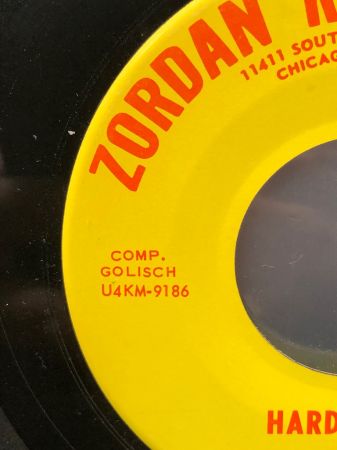 ZORDAN
11411 SOUT
CHICAG
COMP.
GOLISCH
U4KM-9186
HARD